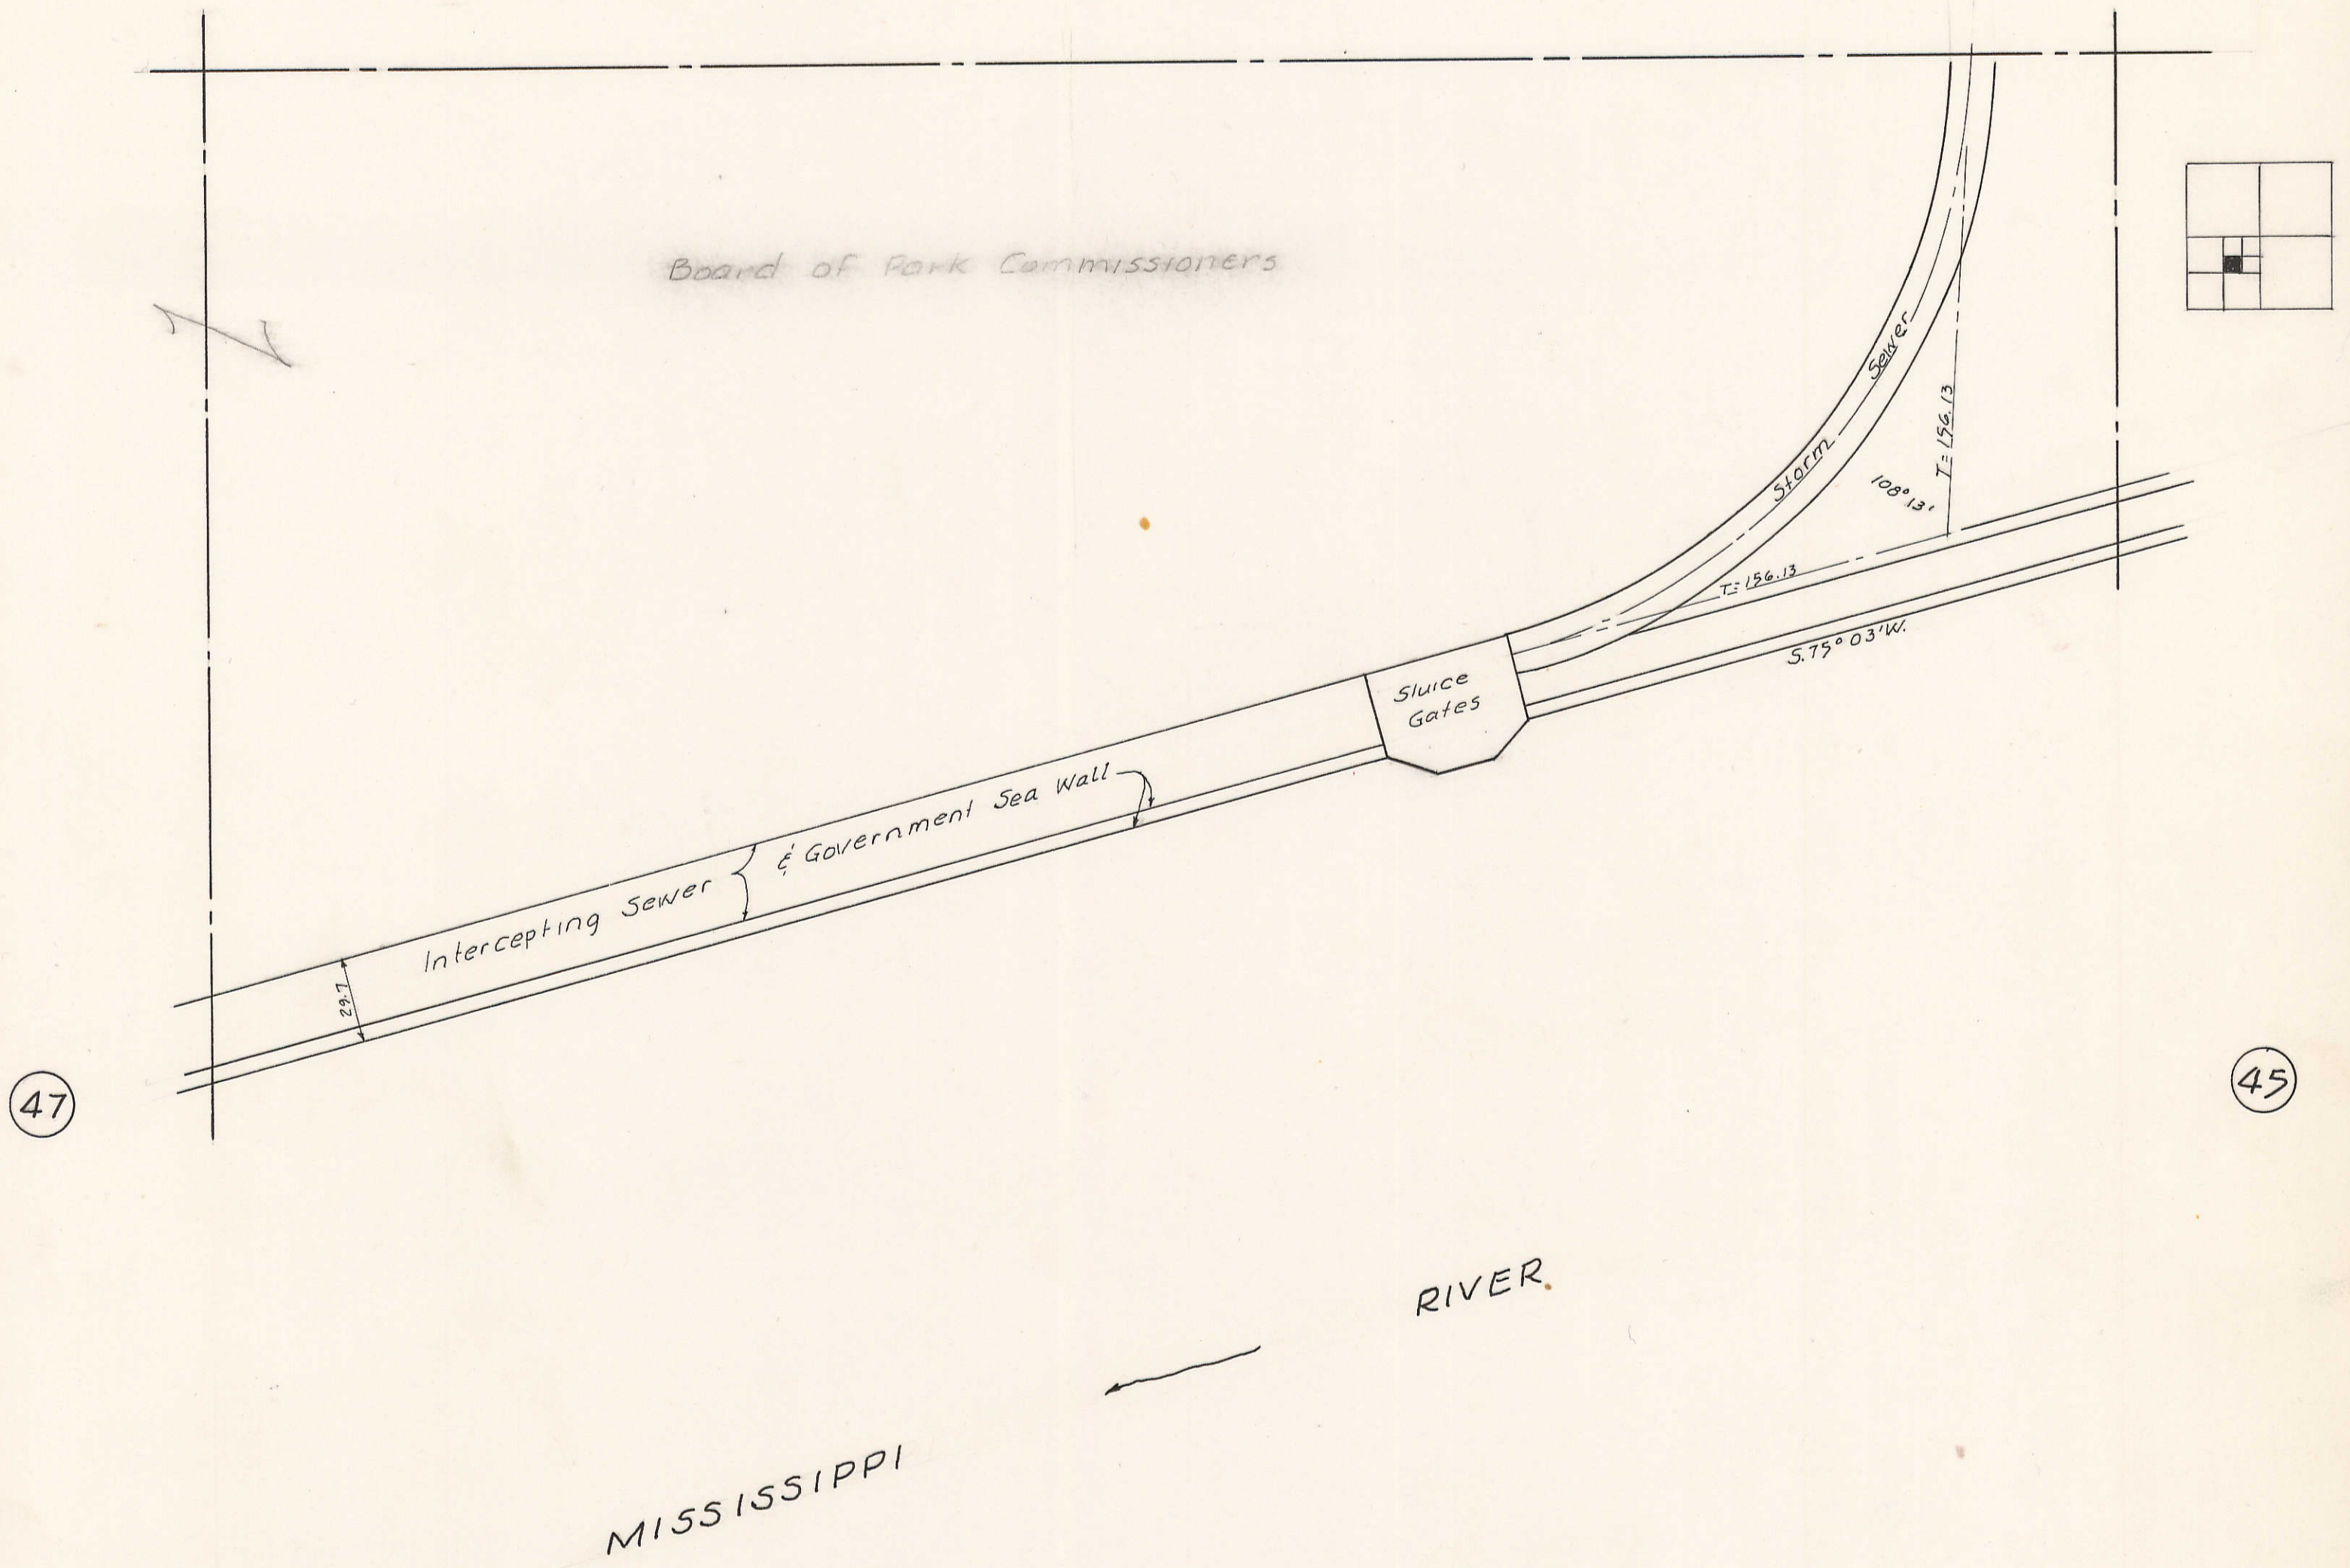 Board of Park Commissioners
Storm Sewer
T=156.13
108° 13'
T=156.13
S.75° 03'W.
Sluice
Gates
Intercepting Sewer & Government Sea Wall
29.7
47
45
MISSISSIPPI RIVER